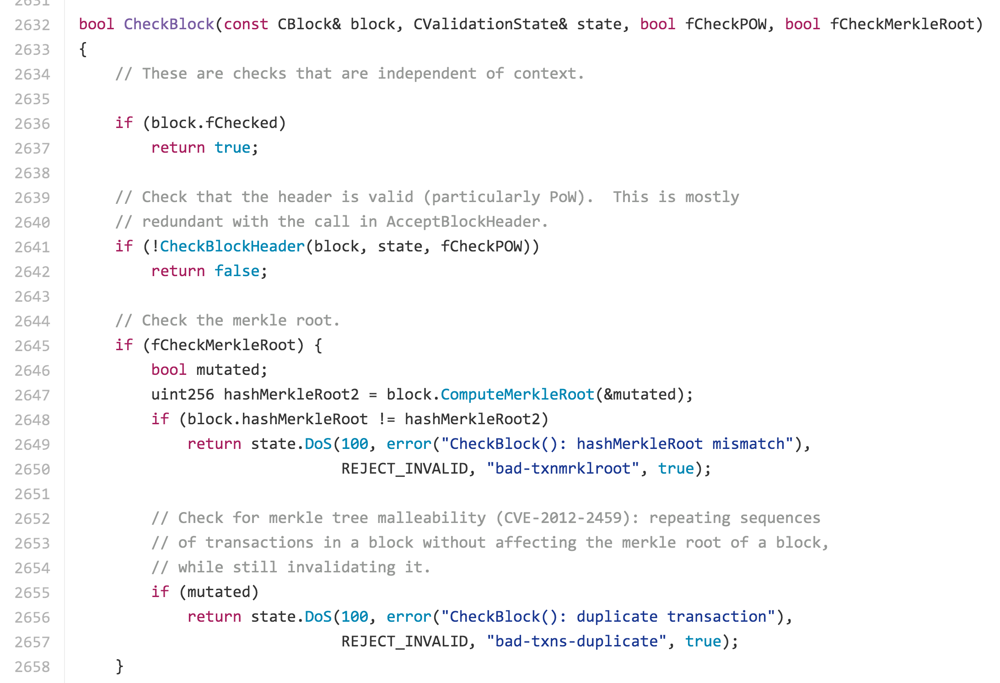 2631
2632 bool CheckBlock(const CBlock& block, CValidationState& state, bool fCheckPOW, bool fCheckMerkleRoot)
2633 {
2634     // These are checks that are independent of context.
2635
2636     if (block.fChecked)
2637         return true;
2638
2639     // Check that the header is valid (particularly PoW).  This is mostly
2640     // redundant with the call in AcceptBlockHeader.
2641     if (!CheckBlockHeader(block, state, fCheckPOW))
2642         return false;
2643
2644     // Check the merkle root.
2645     if (fCheckMerkleRoot) {
2646         bool mutated;
2647         uint256 hashMerkleRoot2 = block.ComputeMerkleRoot(&mutated);
2648         if (block.hashMerkleRoot != hashMerkleRoot2)
2649             return state.DoS(100, error("CheckBlock(): hashMerkleRoot mismatch"),
2650                              REJECT_INVALID, "bad-txnmrklroot", true);
2651
2652         // Check for merkle tree malleability (CVE-2012-2459): repeating sequences
2653         // of transactions in a block without affecting the merkle root of a block,
2654         // while still invalidating it.
2655         if (mutated)
2656             return state.DoS(100, error("CheckBlock(): duplicate transaction"),
2657                              REJECT_INVALID, "bad-txns-duplicate", true);
2658     }